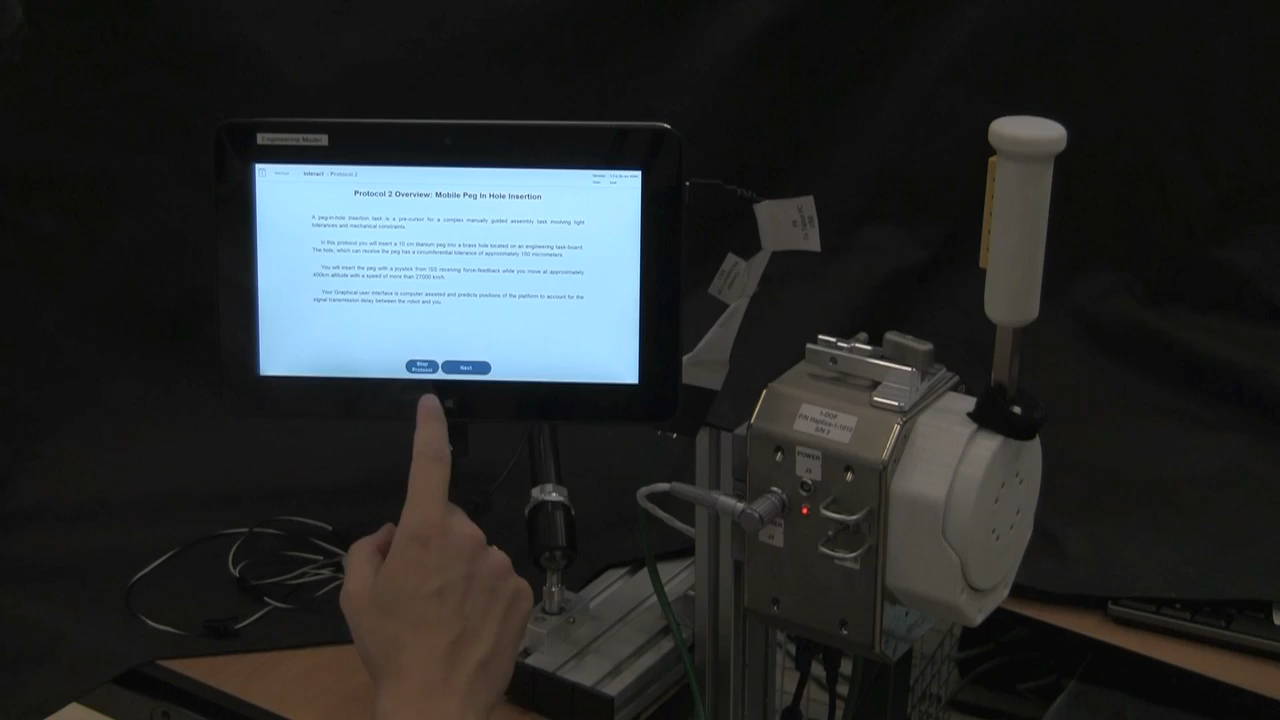 Engineering Model
Interact - Protocol 2
Protocol 2 Overview: Mobile Peg In Hole Insertion
A peg-in-hole insertion task is a pre-cursor for a complex manually guided assembly task involving tight
tolerances and mechanical constraints.
In this protocol you will insert a 10 cm titanium peg into a brass hole located on an engineering task-board.
The hole, which can receive the peg has a circumferential tolerance of approximately 150 micrometers.
You will insert the peg with a joystick from ISS receiving force-feedback while you move at approximately
400km altitude with a speed of more than 27000 km/h.
Your Graphical user interface is computer assisted and predicts positions of the platform to account for the
signal transmission delay between the robot and you.
Stop
Protocol
Next
1-DOF
P/N Haptics-1-1010
S/N 2
POWER
J3